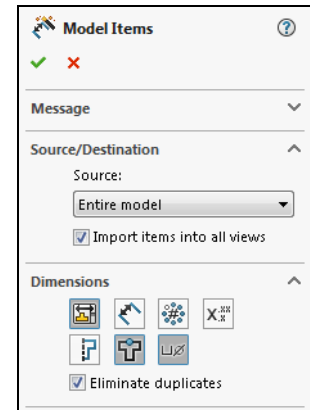 Model Items
Message
Source/Destination
Source:
Entire model
Import items into all views
Dimensions
Eliminate duplicates